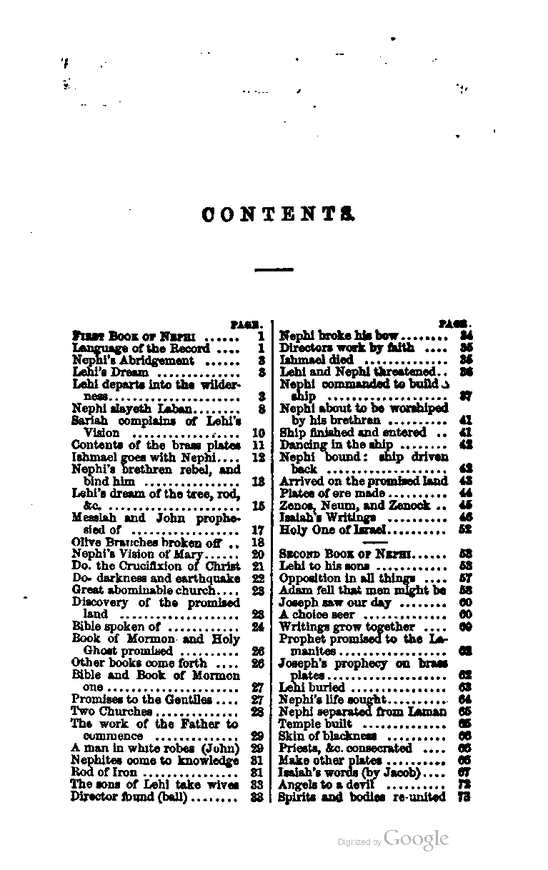 CONTENTS.
PAGE.
FIRST BOOK OF NEPHI ...... 1
Language of the Record .... 1
Nephi's Abridgement ...... 3
Lehi's Dream ............. 3
Lehi departs into the wilder-
ness.................... 3
Nephi slayeth Laban........ 8
Sariah complains of Lehi's
Vision ................ 10
Contents of the brass plates 11
Ishmael goes with Nephi.... 12
Nephi's brethren rebel, and
bind him .............. 13
Lehi's dream of the tree, rod,
&c. .................... 15
Messiah and John prophe-
sied of ................ 17
Olive Branches broken off .. 18
Nephi's Vision of Mary...... 20
Do. the Crucifixion of Christ 21
Do. darkness and earthquake 22
Great abominable church.... 23
Discovery of the promised
land .................. 23
Bible spoken of ............ 24
Book of Mormon and Holy
Ghost promised .......... 26
Other books come forth .... 26
Bible and Book of Mormon
one .................... 27
Promises to the Gentiles .... 27
Two Churches ............. 28
The work of the Father to
commence .............. 29
A man in white robes (John) 29
Nephites come to knowledge 31
Rod of Iron ............... 31
The sons of Lehi take wives 33
Director found (ball) ........ 33
PAGE.
Nephi broke his bow........ 34
Directors work by faith .... 35
Ishmael died .............. 35
Lehi and Nephi threatened.. 36
Nephi commanded to build a
ship .................. 37
Nephi about to be worshiped
by his brethren .......... 41
Ship finished and entered .. 41
Dancing in the ship ........ 42
Nephi bound: ship driven
back .................. 42
Arrived on the promised land 43
Plates of ore made .......... 44
Zenos, Neum, and Zenock .. 45
Isaiah's Writings .......... 46
Holy One of Israel.......... 52
SECOND BOOK OF NEPHI...... 53
Lehi to his sons ............ 53
Opposition in all things .... 57
Adam fell that men might be 58
Joseph saw our day ........ 60
A choice seer .............. 60
Writings grow together .... 60
Prophet promised to the La-
manites................. 62
Joseph's prophecy on brass
plates................... 62
Lehi buried ................ 63
Nephi's life sought.......... 64
Nephi separated from Laman 65
Temple built .............. 65
Skin of blackness .......... 66
Priests, &c. consecrated .... 66
Make other plates .......... 66
Isaiah's words (by Jacob).... 67
Angels to a devil .......... 72
Spirits and bodies re-united 73
Digitized by Google